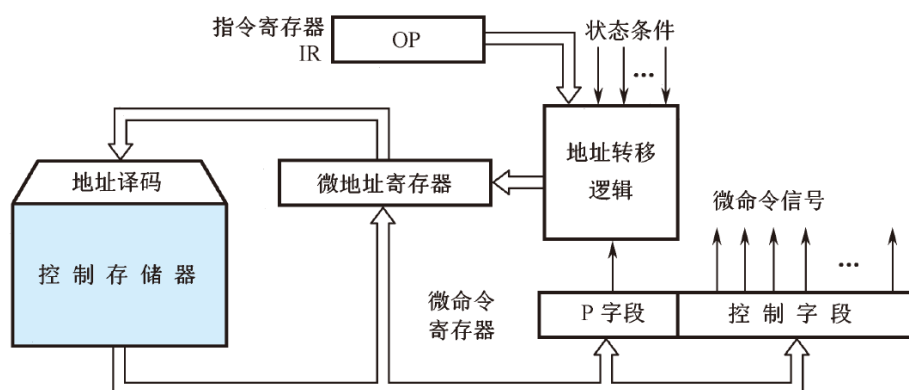 指令寄存器
IR
OP
状态条件
...
地址转移
逻辑
微地址寄存器
地址译码
控制存储器
微命令信号
...
微命令
寄存器
P字段
控制字段